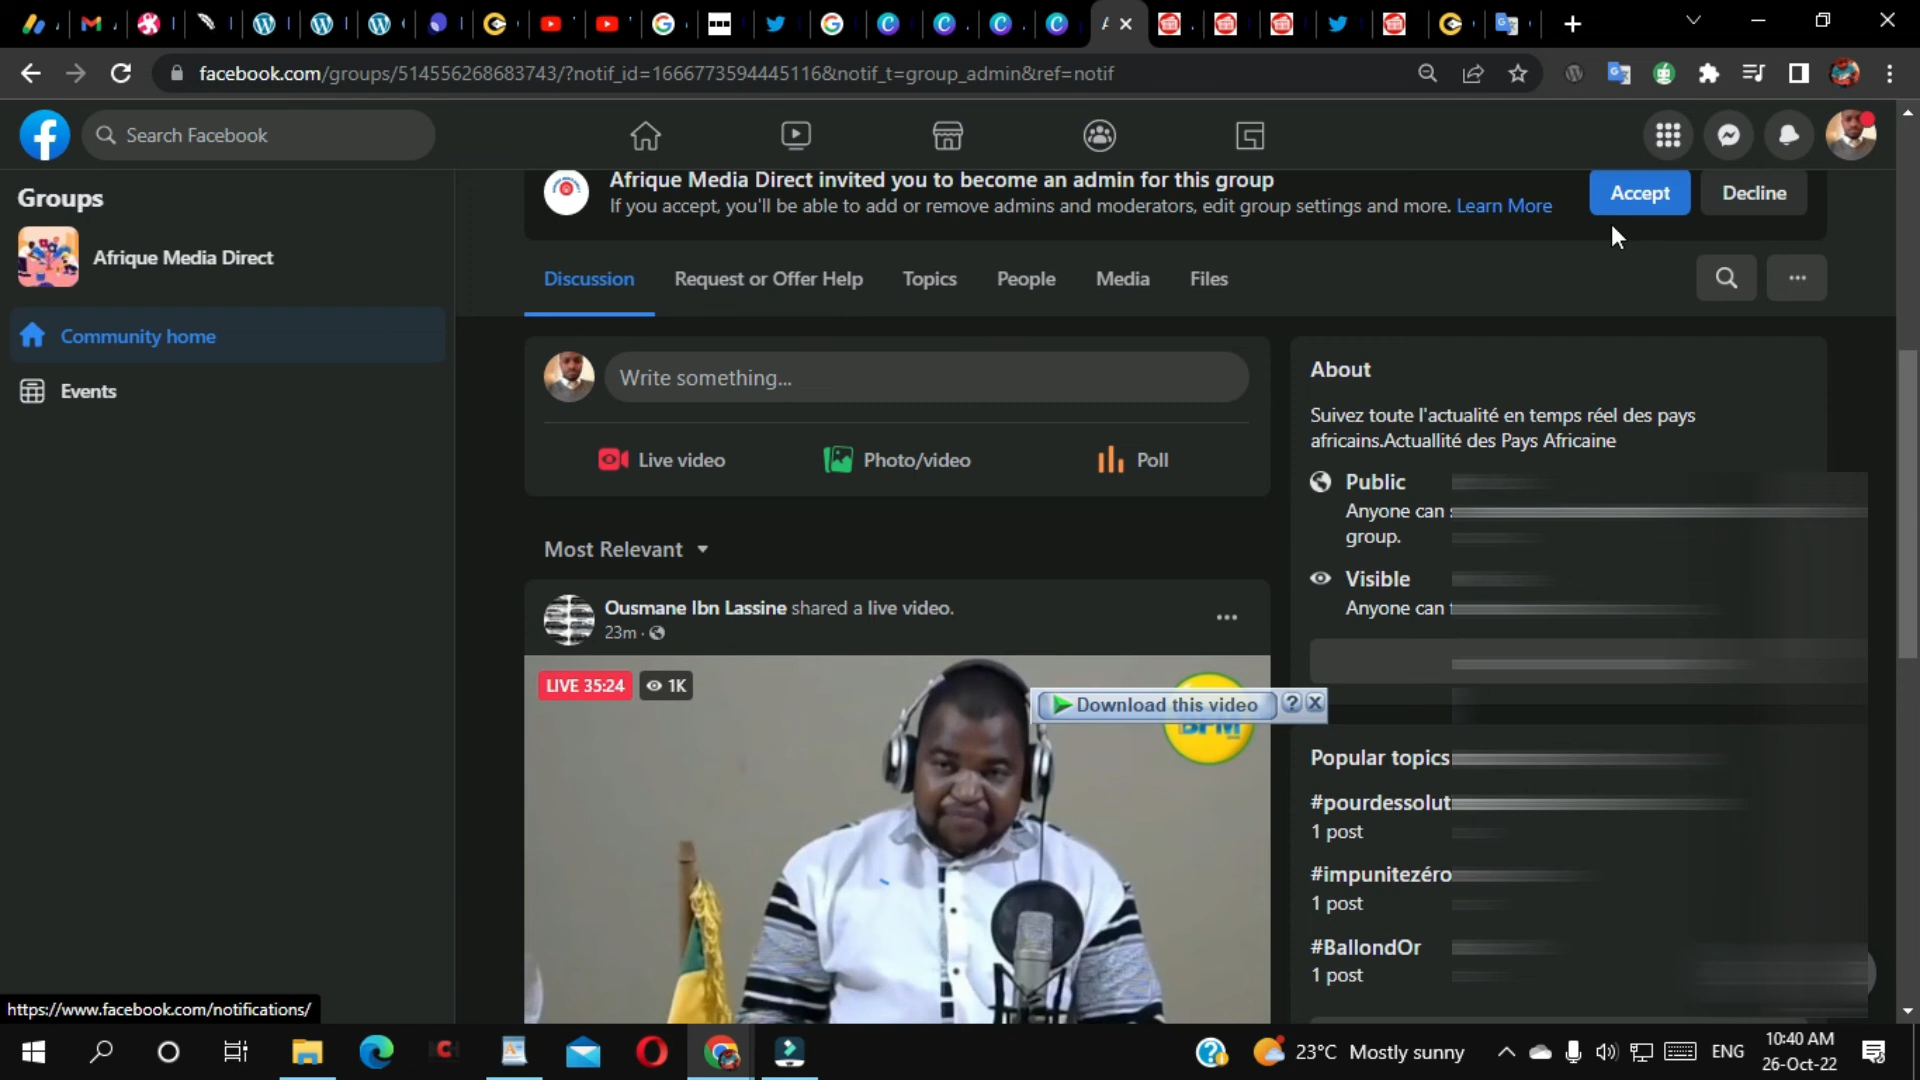 facebook.com/groups/514556268683743/?notif_id=1666773594445116&notif_t=group_admin&ref=notif
Search Facebook
Groups
Afrique Media Direct
Community home
Events
Afrique Media Direct invited you to become an admin for this group
If you accept, you'll be able to add or remove admins and moderators, edit group settings and more. Learn More
Accept
Decline
Discussion
Request or Offer Help
Topics
People
Media
Files
Write something...
Live video
Photo/video
Poll
Most Relevant
Ousmane Ibn Lassine shared a live video.
23m
LIVE 35:24
1K
Download this video
BPM
About
Suivez toute l'actualité en temps réel des pays
africains.Actuallité des Pays Africaine
Public
Anyone can
group.
Visible
Anyone can
Popular topics
#pourdessolut
1 post
#impunitezéro
1 post
#BallondOr
1 post
https://www.facebook.com/notifications/
23°C Mostly sunny
ENG
10:40 AM
26-Oct-22